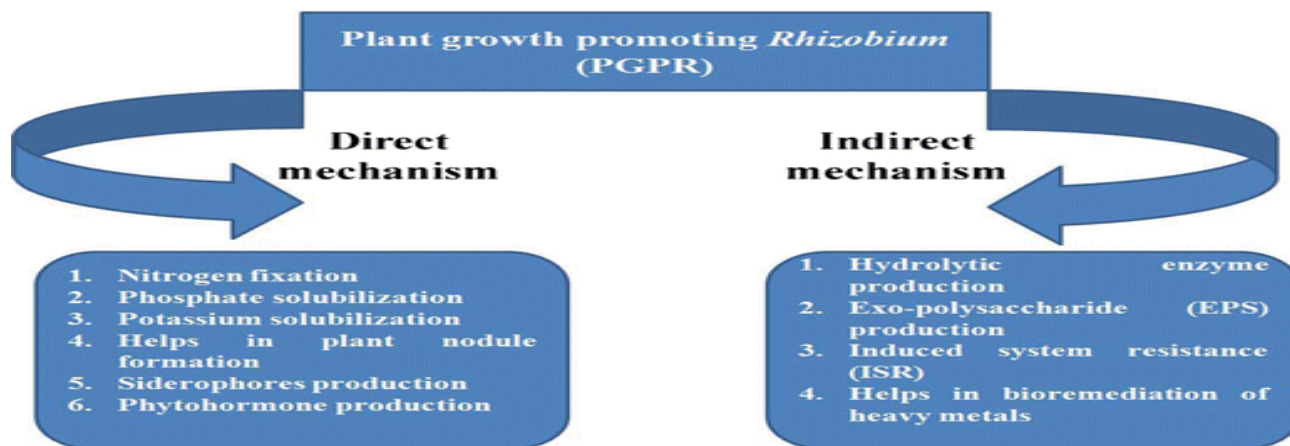 Plant growth promoting Rhizobium
(PGPR)
Direct
mechanism
Indirect
mechanism
1. Nitrogen fixation
2. Phosphate solubilization
3. Potassium solubilization
4. Helps in plant nodule
formation
5. Siderophores production
6. Phytohormone production
1. Hydrolytic enzyme
production
2. Exo-polysaccharide (EPS)
production
3. Induced system resistance
(ISR)
4. Helps in bioremediation of
heavy metals